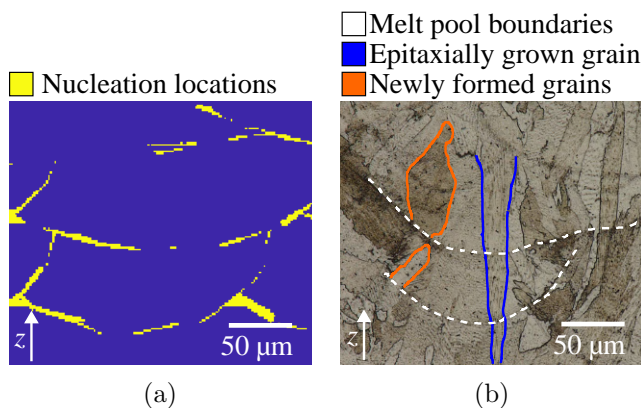 Nucleation locations
Melt pool boundaries
Epitaxially grown grain
Newly formed grains
z
50 µm
z
50 µm
(a)
(b)